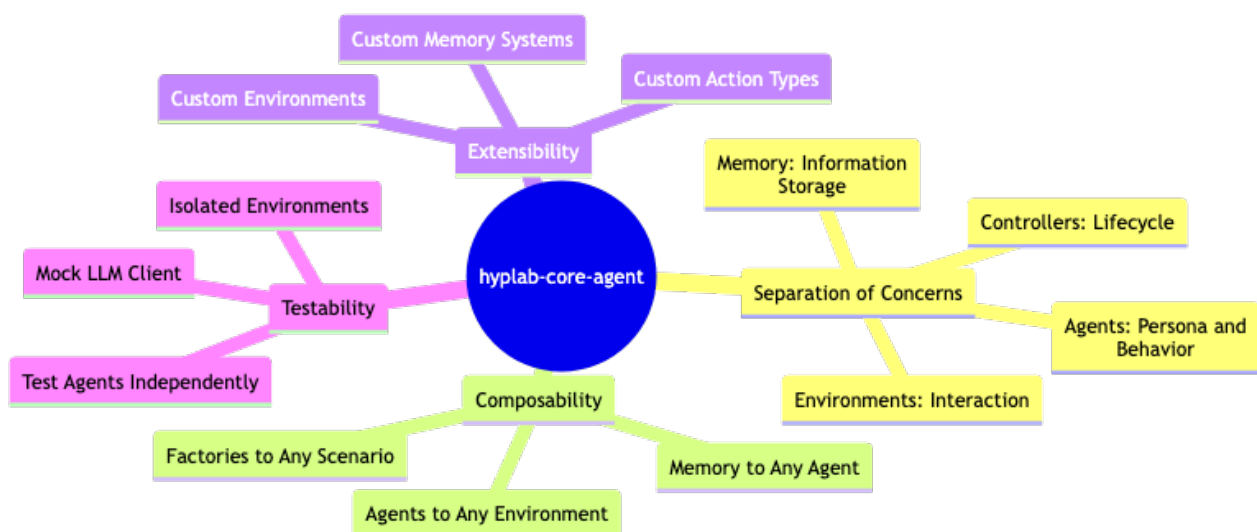 Custom Memory Systems
Custom Environments
Custom Action Types
Extensibility
Memory: Information
Storage
Isolated Environments
Controllers: Lifecycle
Mock LLM Client
hyplab-core-agent
Testability
Separation of Concerns
Agents: Persona and
Behavior
Test Agents Independently
Composability
Environments: Interaction
Factories to Any Scenario
Memory to Any Agent
Agents to Any Environment